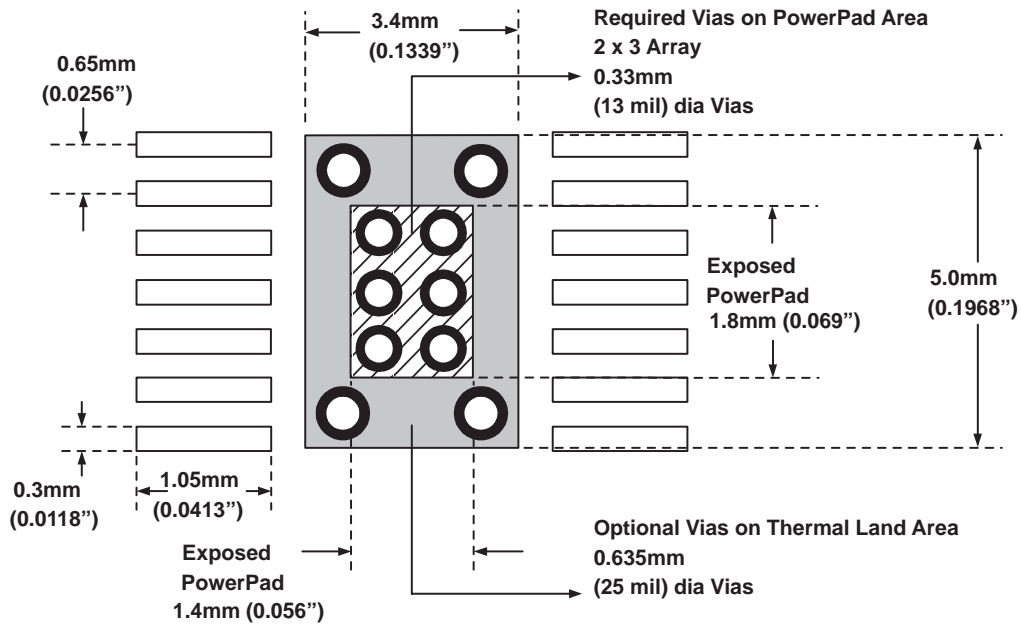 3.4mm
(0.1339”)
Required Vias on PowerPad Area
2 x 3 Array
0.33mm
(13 mil) dia Vias
0.65mm
(0.0256”)
Exposed
PowerPad
1.8mm (0.069”)
5.0mm
(0.1968”)
0.3mm
(0.0118”)
1.05mm
(0.0413”)
Exposed
PowerPad
1.4mm (0.056”)
Optional Vias on Thermal Land Area
0.635mm
(25 mil) dia Vias